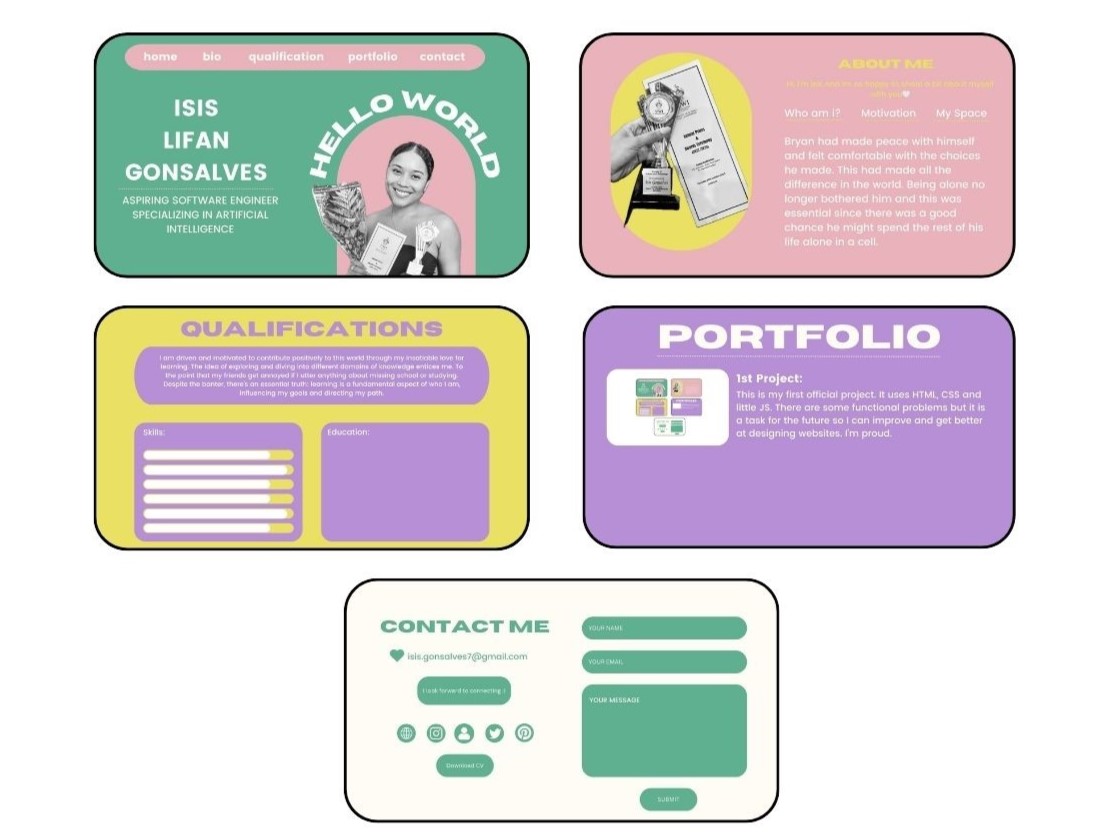 home bio qualification portfolio contact
ISIS
LIFAN
GONSALVES
ASPIRING SOFTWARE ENGINEER
SPECIALIZING IN ARTIFICIAL
INTELLIGENCE
HELLO WORLD
ABOUT ME
with you
Who am i? Motivation My Space
Bryan had made peace with himself
and felt comfortable with the choices
he made. This had made all the
difference in the world. Being alone no
longer bothered him and this was
essential since there was a good
chance he might spend the rest of his
life alone in a cell.
QUALIFICATIONS
I am driven and motivated to contribute positively to this world through my insatiable love for
learning. The idea of exploring and diving into different domains of knowledge entices me. To
the point that my friends get annoyed if I utter anything about missing school or studying.
Despite the banter, there's an essential truth: learning is a fundamental aspect of who I am,
influencing my goals and directing my path.
Skills:
Education:
PORTFOLIO
1st Project:
This is my first official project. It uses HTML, CSS and
little JS. There are some functional problems but it is
a task for the future so I can improve and get better
at designing websites. I'm proud.
CONTACT ME
isis.gonsalves7@gmail.com
I look forward to connecting :)
Download CV
YOUR NAME
YOUR EMAIL
YOUR MESSAGE
SUBMIT